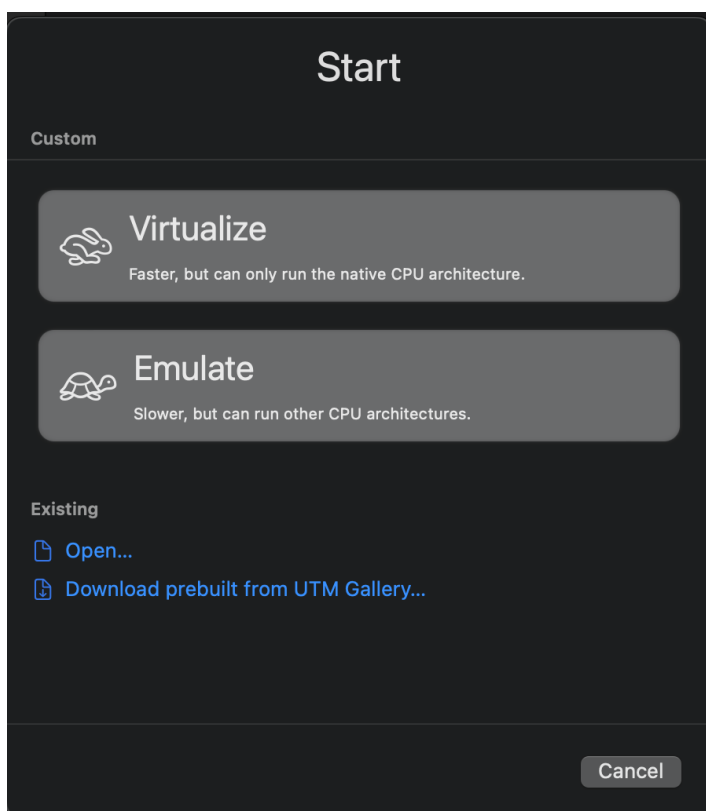 Start
Custom
Virtualize
Faster, but can only run the native CPU architecture.
Emulate
Slower, but can run other CPU architectures.
Existing
Open...
Download prebuilt from UTM Gallery...
Cancel